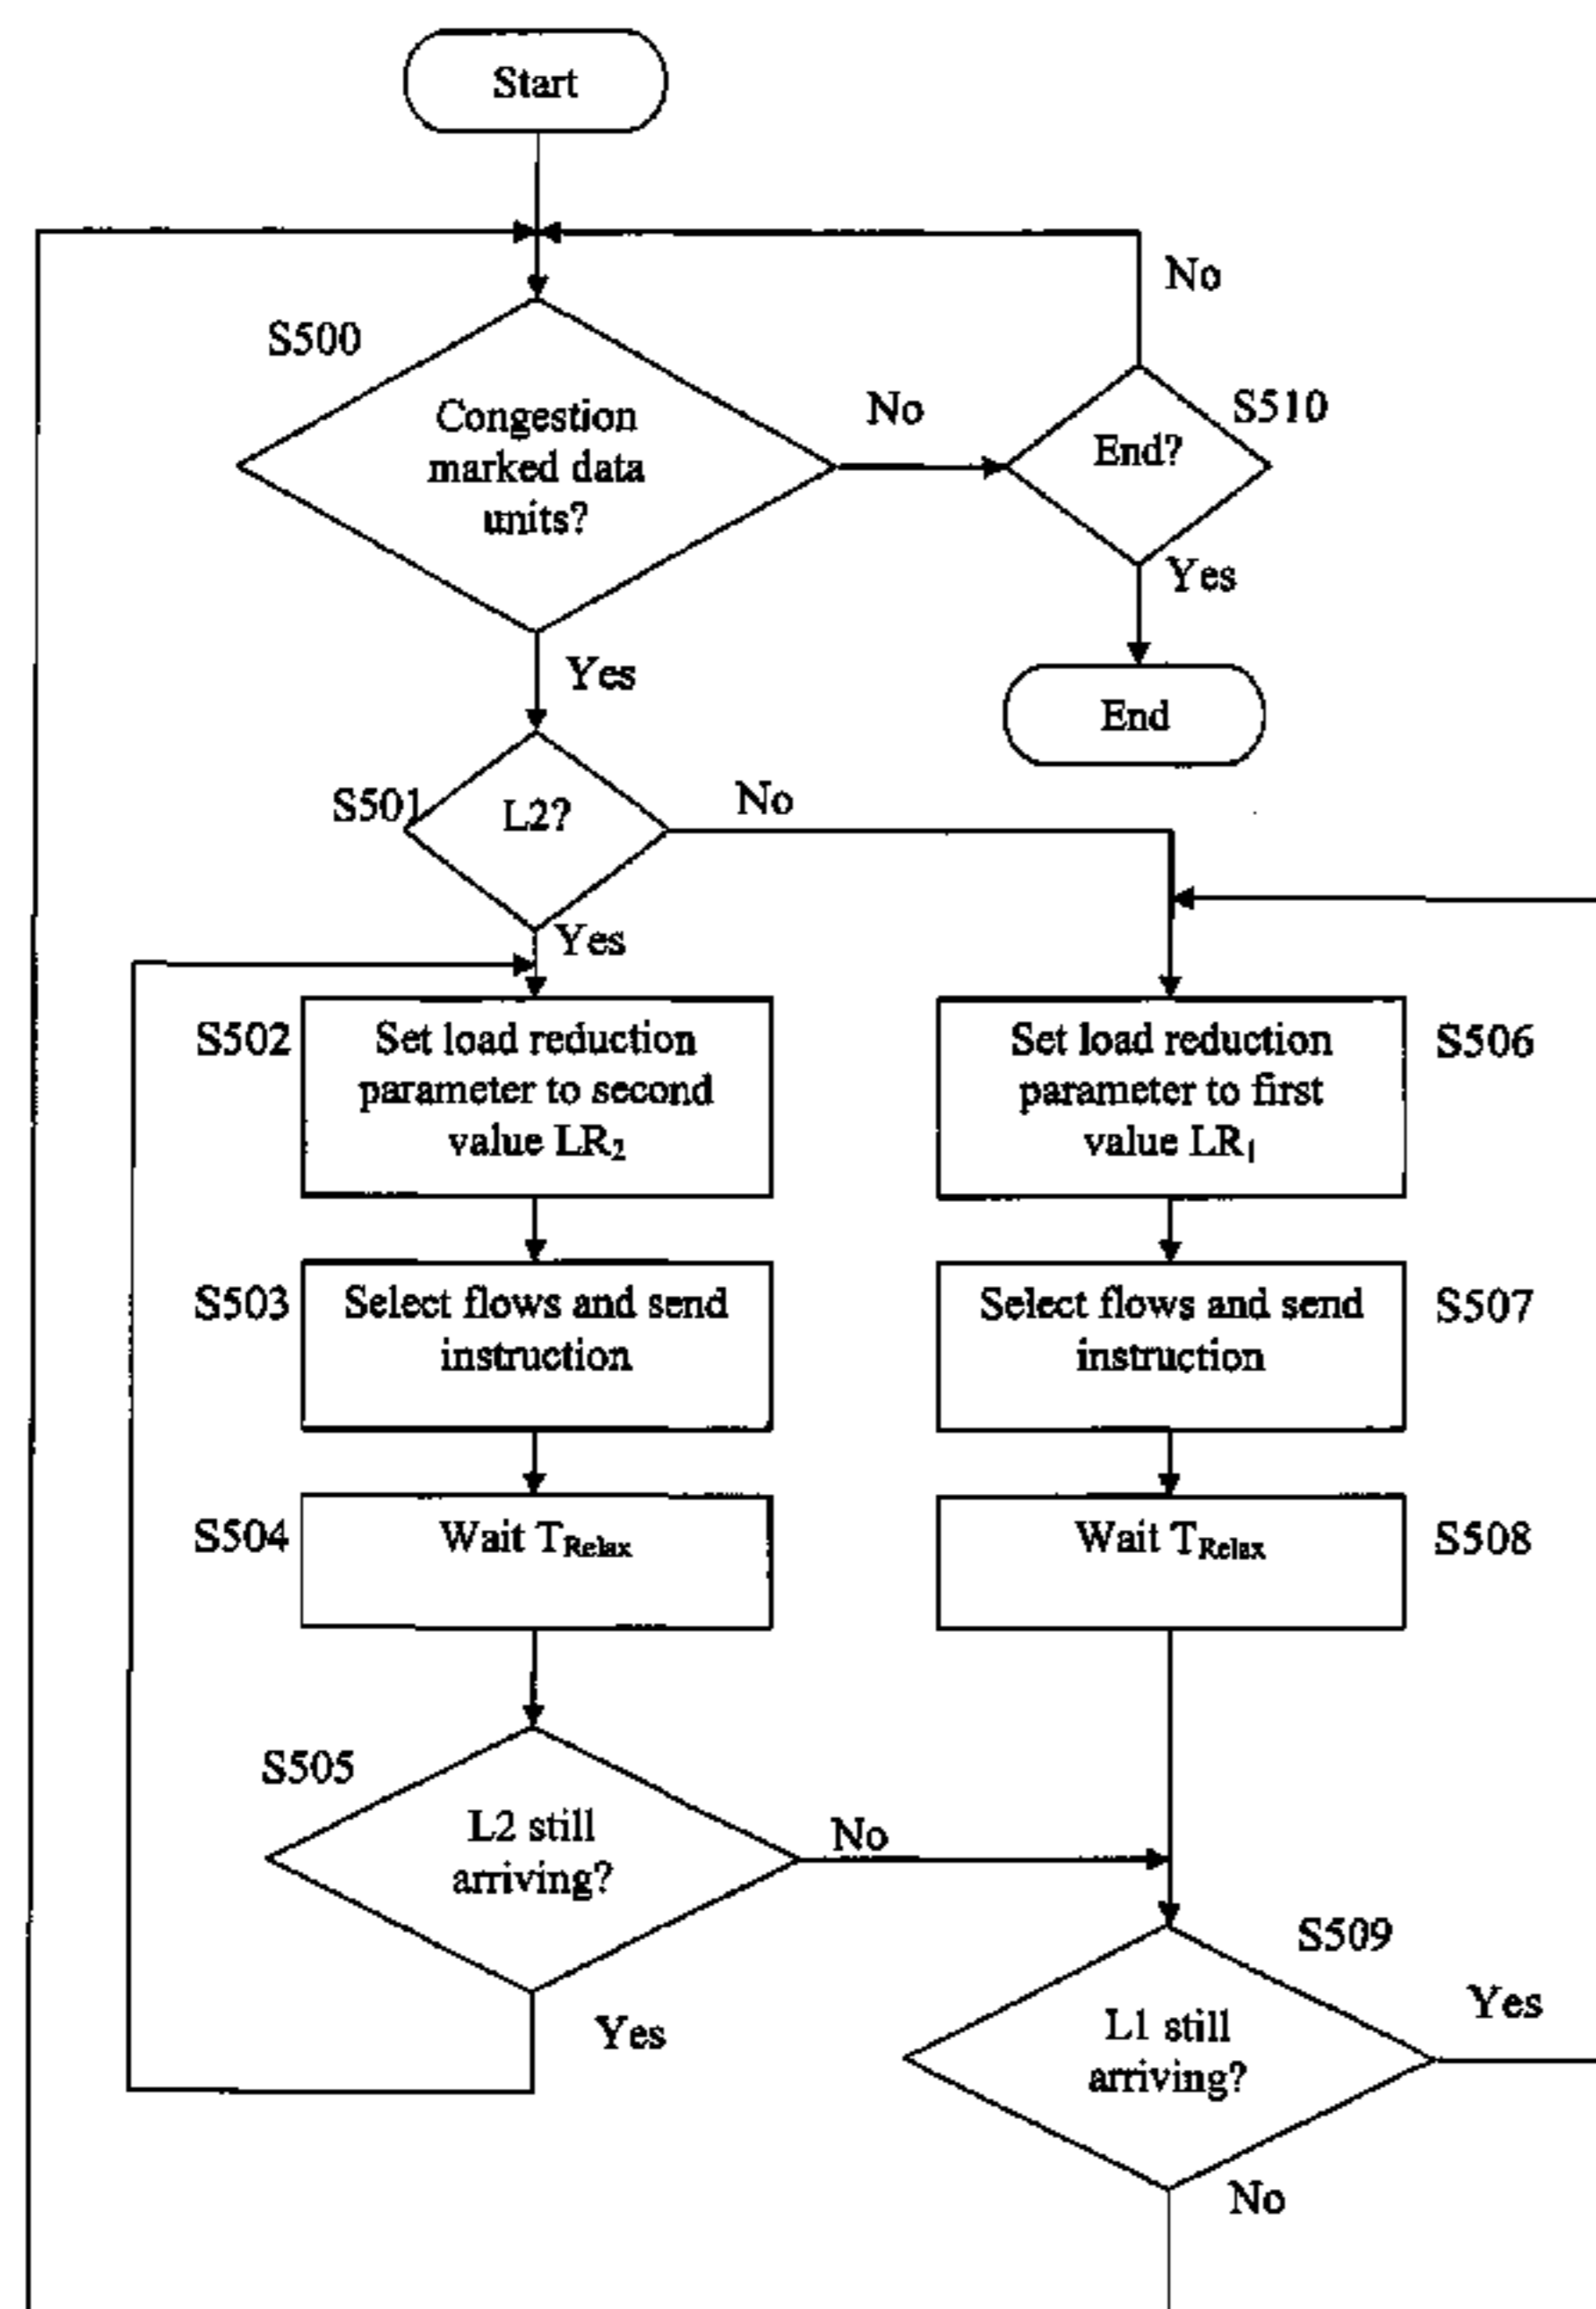 Start
No
S500
Congestion
marked data
units?
No
S510
End?
Yes
Yes
End
S501
L2?
No
Yes
S502
Set load reduction
parameter to second
value LR₂
Set load reduction
parameter to first
value LR₁
S506
S503
Select flows and send
instruction
Select flows and send
instruction
S507
S504
Wait T_Relax
Wait T_Relax
S508
S505
L2 still
arriving?
No
Yes
S509
L1 still
arriving?
Yes
No